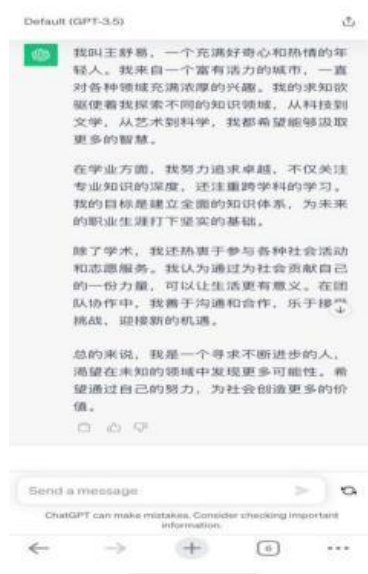 Default (GPT-3.5)
我叫王舒易，一个充满好奇心和热情的年
轻人。我来自一个富有活力的城市，一直
对各种领域充满浓厚的兴趣。我的求知欲
驱使着我探索不同的知识领域，从科技到
文学，从艺术到科学，我都希望能够汲取
更多的智慧。
在学业方面，我努力追求卓越，不仅关注
专业知识的深度，还注重跨学科的学习。
我的目标是建立全面的知识体系，为未来
的职业生涯打下坚实的基础。
除了学术，我还热衷于参与各种社会活动
和志愿服务。我认为通过为社会贡献自己
的一份力量，可以让生活更有意义。在团
队协作中，我善于沟通和合作，乐于接
挑战，迎接新的机遇。
总的来说，我是一个寻求不断进步的人，
渴望在未知的领域中发现更多可能性。希
望通过自己的努力，为社会创造更多的价
值。
Send a message
ChatGPT can make mistakes. Consider checking important
information.
6